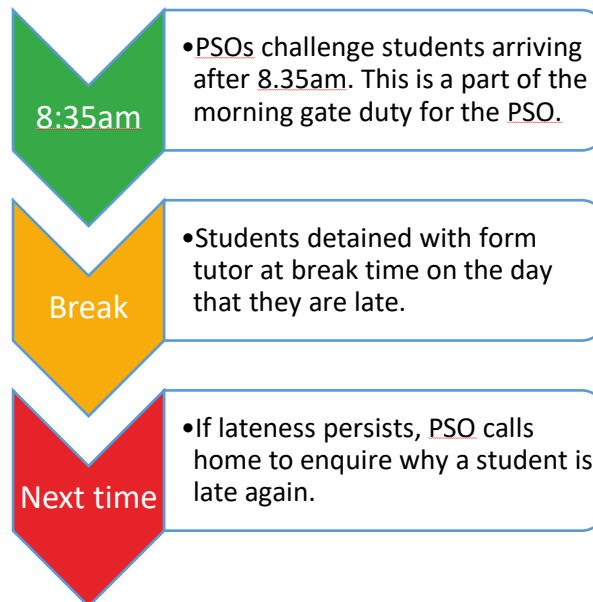 8:35am
•PSOs challenge students arriving
after 8.35am. This is a part of the
morning gate duty for the PSO.
Break
•Students detained with form
tutor at break time on the day
that they are late.
Next time
•If lateness persists, PSO calls
home to enquire why a student is
late again.